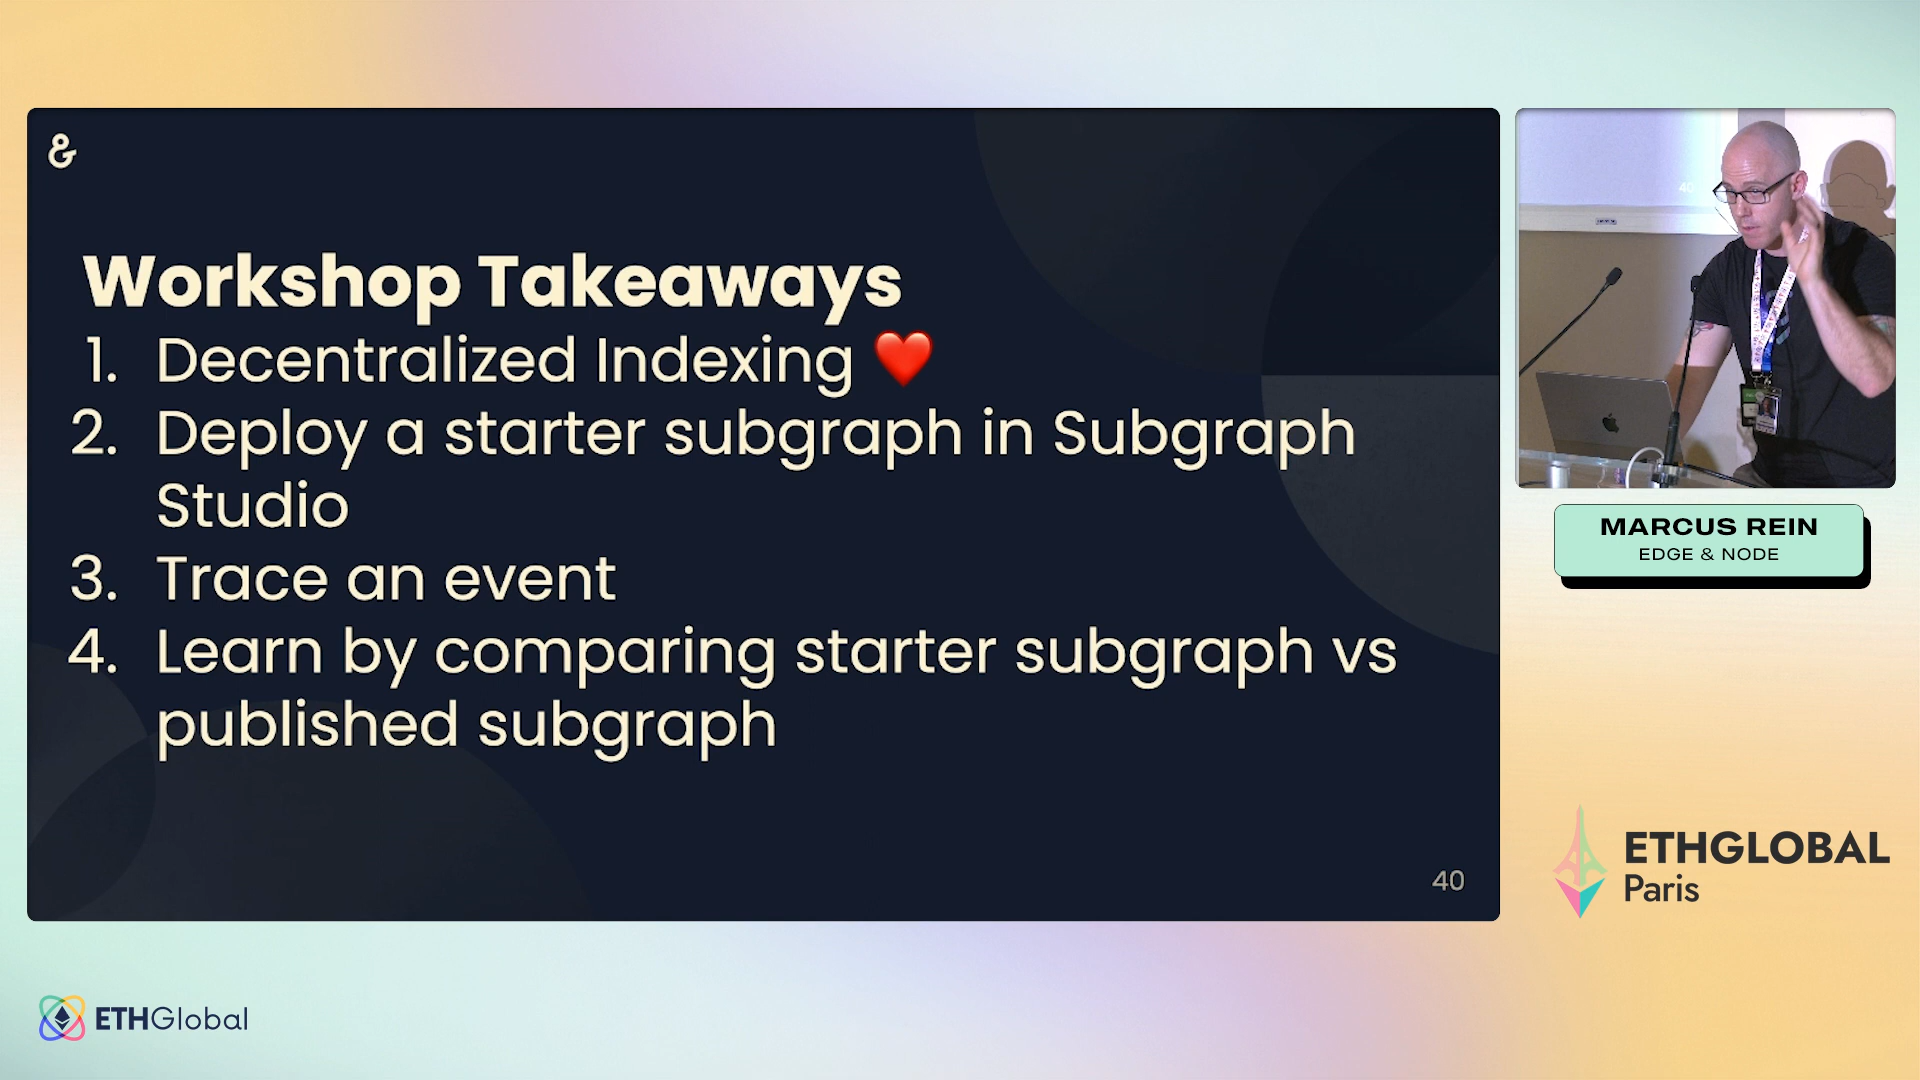 &
Workshop Takeaways
1. Decentralized Indexing ❤️
2. Deploy a starter subgraph in Subgraph
Studio
3. Trace an event
4. Learn by comparing starter subgraph vs
published subgraph
40
40
MARCUS REIN
EDGE & NODE
ETHGLOBAL
Paris
ETHGlobal